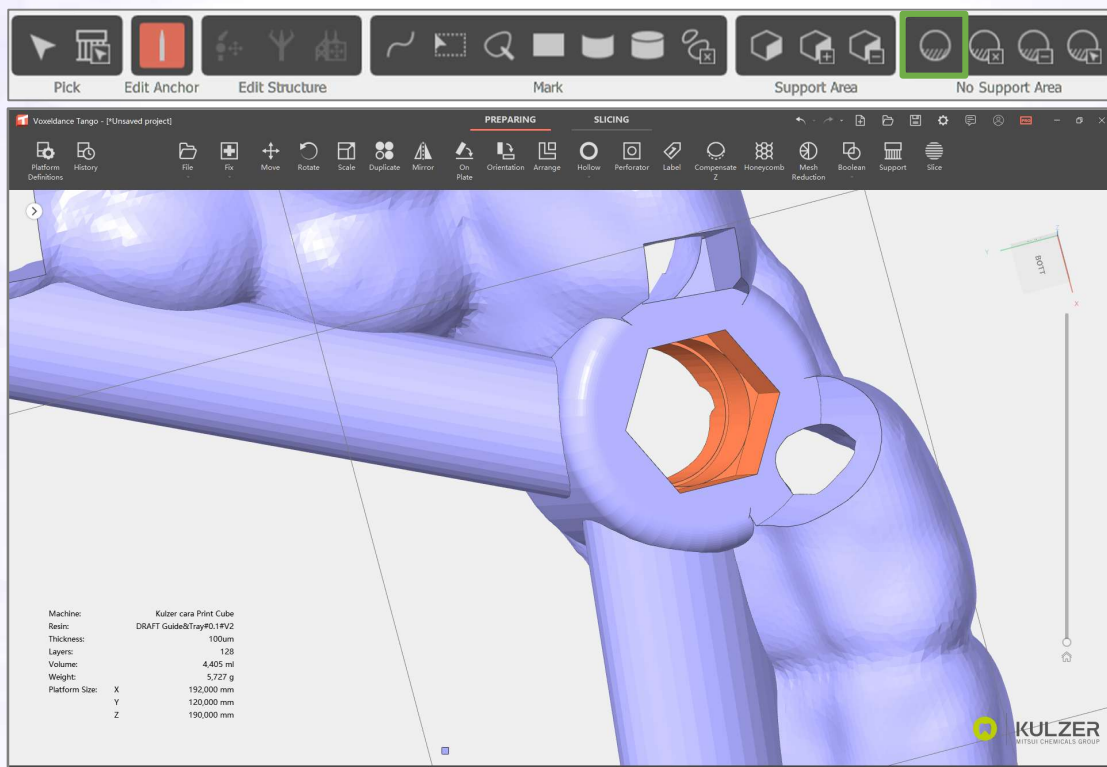 Pick
Edit Anchor
Edit Structure
Mark
Support Area
No Support Area
Voxeldance Tango - [*Unsaved project]
PREPARING
SLICING
PRO
Platform Definitions
History
File
Fix
Move
Rotate
Scale
Duplicate
Mirror
On Plate
Orientation
Arrange
Hollow
Perforator
Label
Compensate Z
Honeycomb
Mesh Reduction
Boolean
Support
Slice
BOTT
X
Machine: Kulzer cara Print Cube
Resin: DRAFT Guide&Tray#0.1#V2
Thickness: 100um
Layers: 128
Volume: 4,405 ml
Weight: 5,727 g
Platform Size: X 192,000 mm
Y 120,000 mm
Z 190,000 mm
KULZER
MITSUI CHEMICALS GROUP